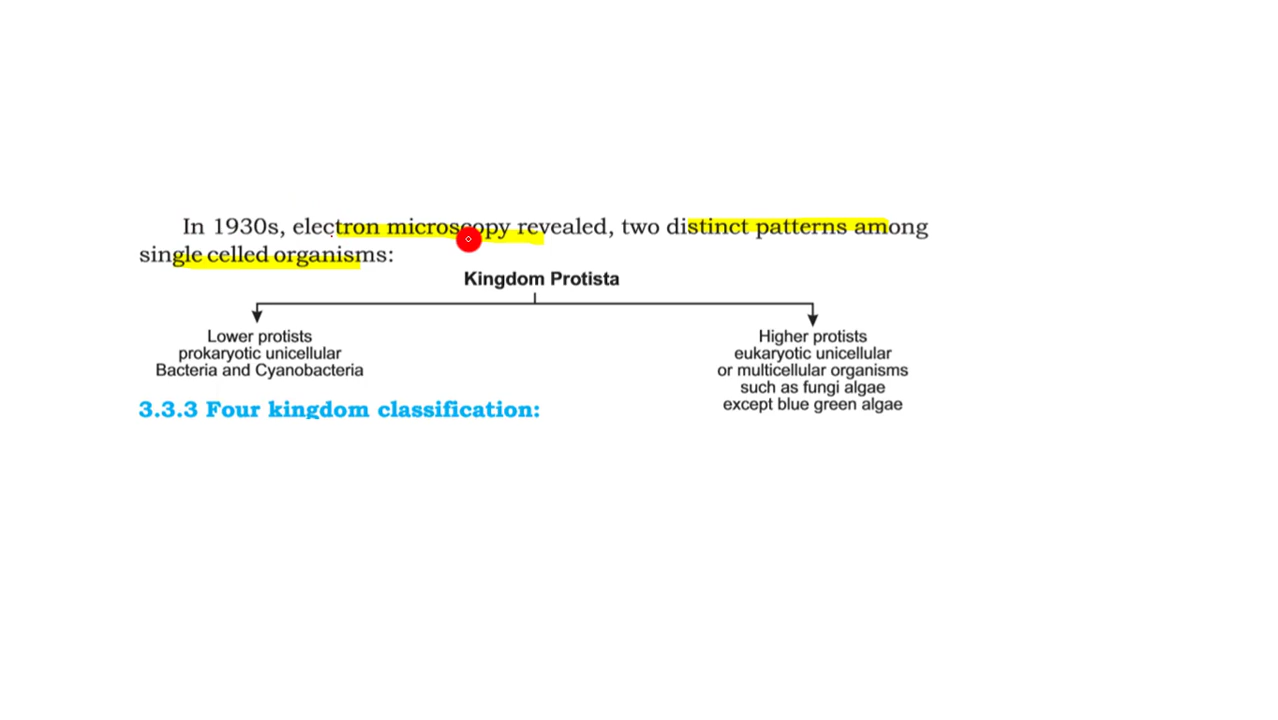 In 1930s, electron microscopy revealed, two distinct patterns among
single celled organisms:
Kingdom Protista
Lower protists
prokaryotic unicellular
Bacteria and Cyanobacteria
Higher protists
eukaryotic unicellular
or multicellular organisms
such as fungi algae
except blue green algae
3.3.3 Four kingdom classification: